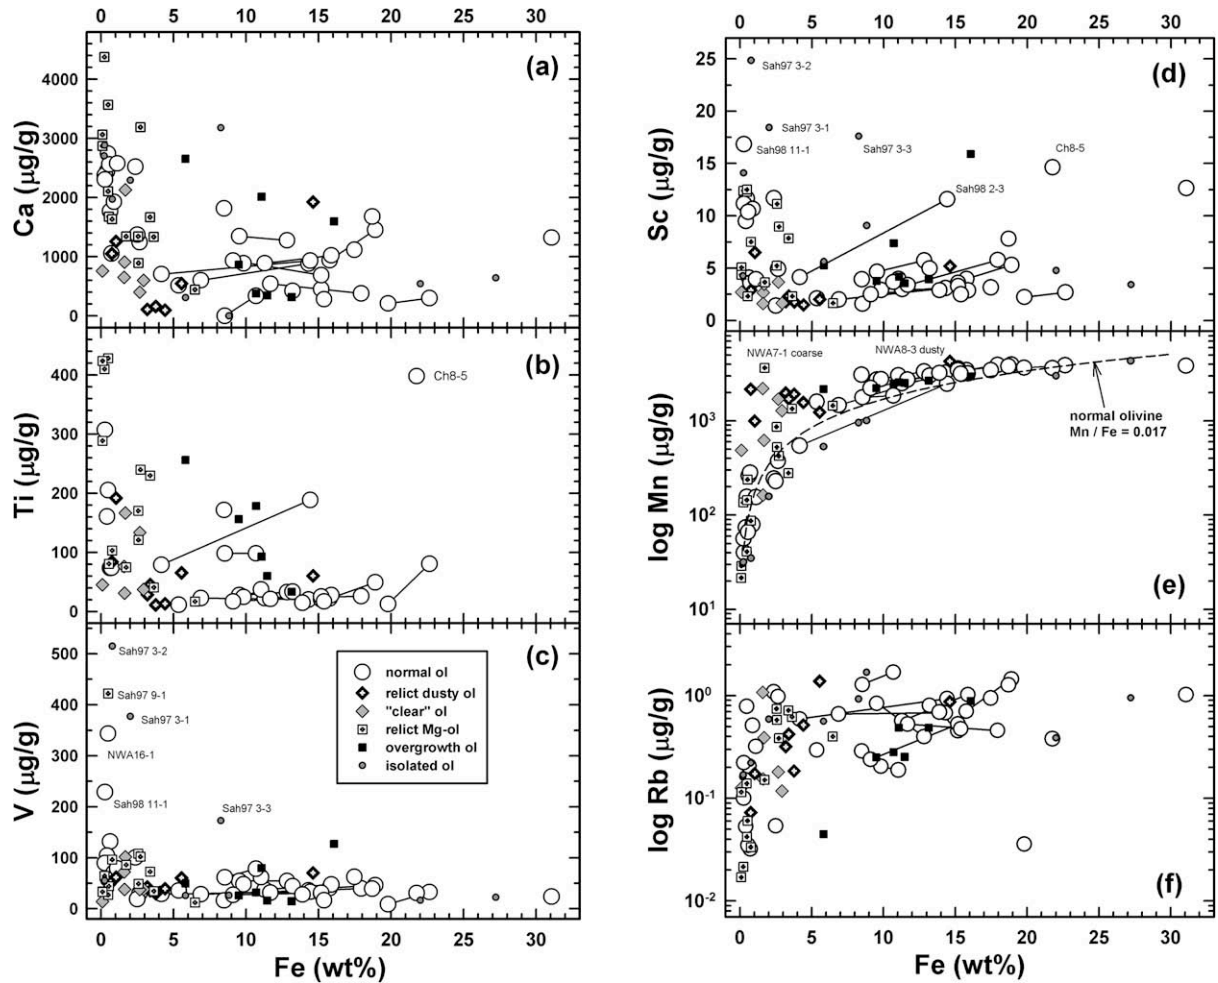 0 5 10 15 20 25 30
(a)
4000
3000
2000
1000
0
Ca (μg/g)
(b)
400
300
200
100
0
Ti (μg/g)
Ch8-5
(c)
500
400
300
200
100
0
V (μg/g)
Sah97 3-2
Sah97 9-1
Sah97 3-1
NWA16-1
Sah98 11-1
Sah97 3-3
normal ol
relict dusty ol
"clear" ol
relict Mg-ol
overgrowth ol
isolated ol
0 5 10 15 20 25 30
Fe (wt%)
0 5 10 15 20 25 30
(d)
25
20
15
10
5
0
Sc (μg/g)
Sah97 3-2
Sah97 3-1
Sah98 11-1
Sah97 3-3
Ch8-5
Sah98 2-3
(e)
10³
10²
10¹
log Mn (μg/g)
NWA7-1 coarse
NWA8-3 dusty
normal olivine
Mn / Fe = 0.017
(f)
10⁰
10⁻¹
10⁻²
log Rb (μg/g)
0 5 10 15 20 25 30
Fe (wt%)